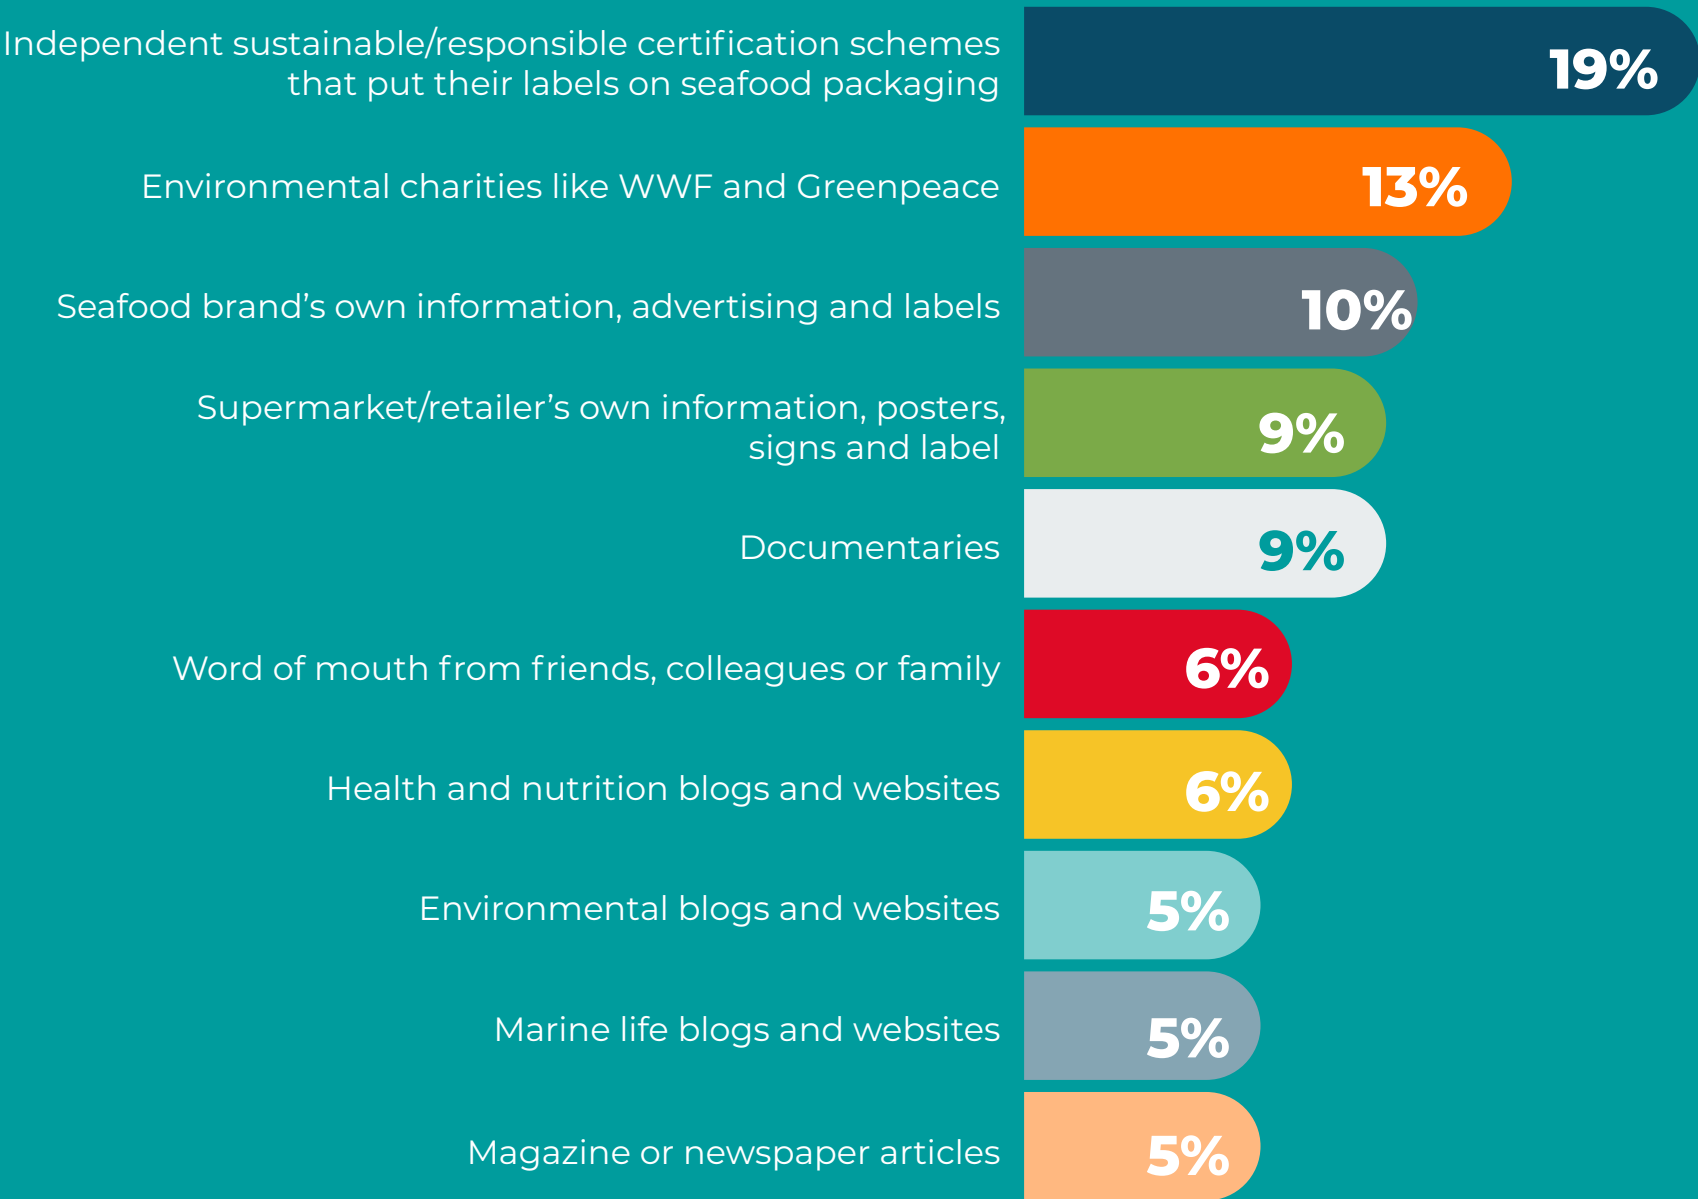 Independent sustainable/responsible certification schemes
that put their labels on seafood packaging
19%
Environmental charities like WWF and Greenpeace
13%
Seafood brand’s own information, advertising and labels
10%
Supermarket/retailer’s own information, posters,
signs and label
9%
Documentaries
9%
Word of mouth from friends, colleagues or family
6%
Health and nutrition blogs and websites
6%
Environmental blogs and websites
5%
Marine life blogs and websites
5%
Magazine or newspaper articles
5%